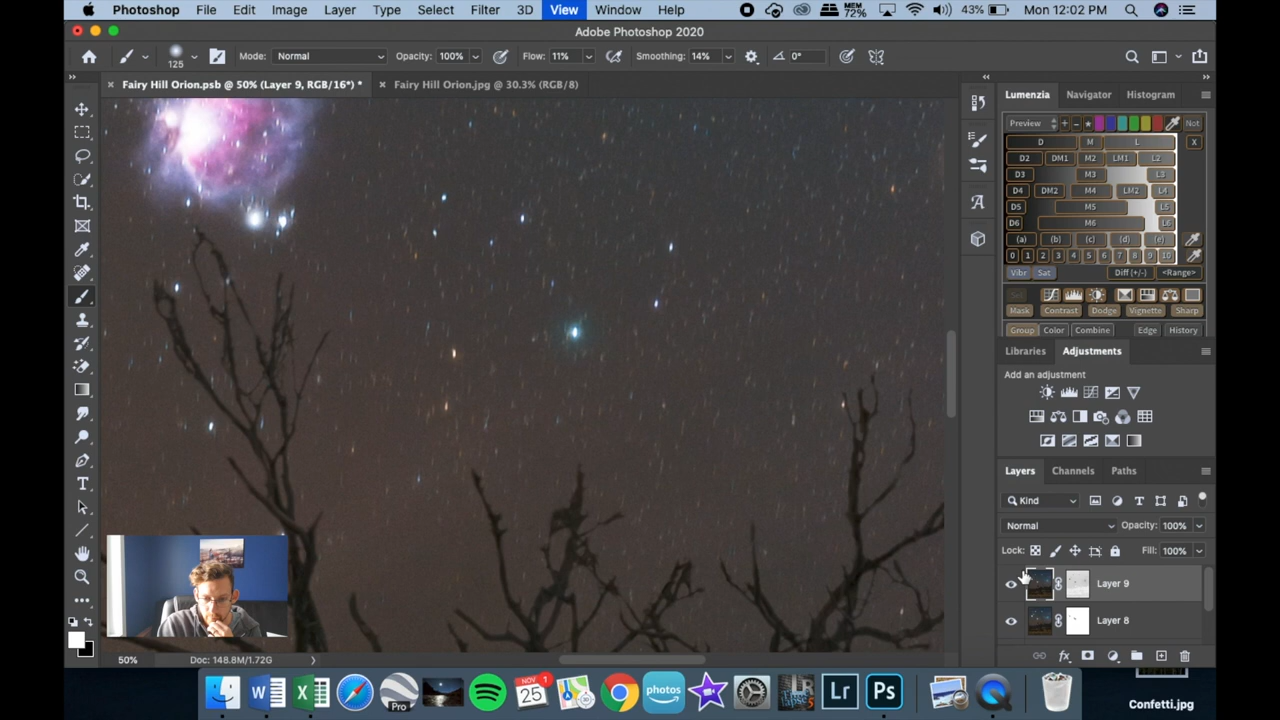 Photoshop File Edit Image Layer Type Select Filter 3D View Window Help MEM 72% 43% Mon 12:02 PM
Adobe Photoshop 2020
125 Mode: Normal Opacity: 100% Flow: 11% Smoothing: 14% 0°
× Fairy Hill Orion.psb @ 50% (Layer 9, RGB/16*) * × Fairy Hill Orion.jpg @ 30.3% (RGB/8)
Lumenzia Navigator Histogram
Preview Not
D M L X
D2 DM1 M2 LM1 L2
D3 M3 L3
D4 DM2 M4 LM2 L4
D5 M5 L5
D6 M6 L6
(a) (b) (c) (d) (e)
0 1 2 3 4 5 6 7 8 9 10
Vibr Sat Diff (+/-) <Range>
Mask Contrast Dodge Vignette Sharp
Group Color Combine Edge History
Libraries Adjustments
Add an adjustment
Layers Channels Paths
Kind
Normal Opacity: 100%
Lock: Fill: 100%
Layer 9
Layer 8
50% Doc: 148.8M/1.72G
Pro NOV 25 1 photos LR Lr Ps
Confetti.jpg